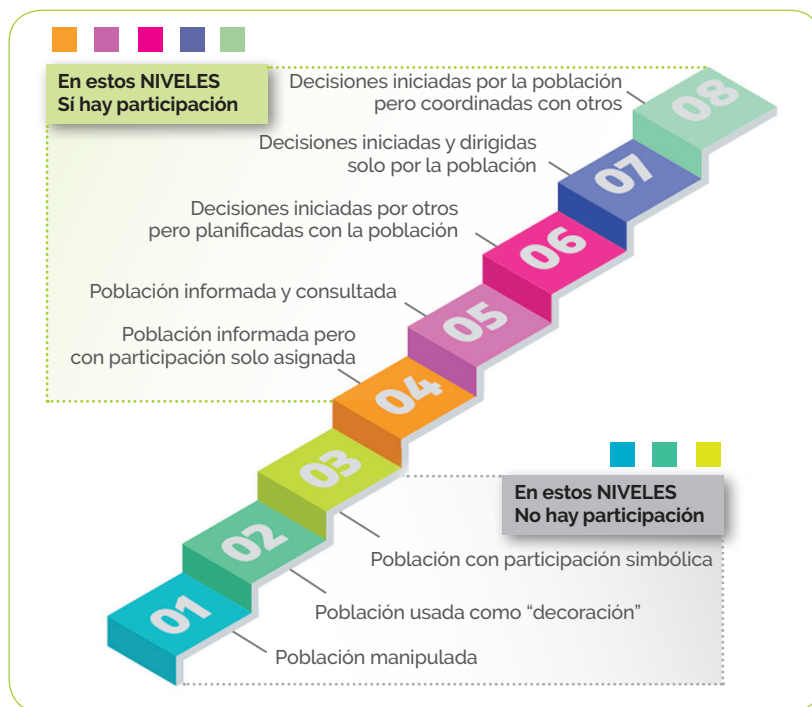 En estos NIVELES
Sí hay participación
Decisiones iniciadas por la población
pero coordinadas con otros
08
Decisiones iniciadas y dirigidas
solo por la población
07
Decisiones iniciadas por otros
pero planificadas con la población
06
Población informada y consultada
05
Población informada pero
con participación solo asignada
04
03
En estos NIVELES
No hay participación
Población con participación simbólica
02
Población usada como “decoración”
01
Población manipulada